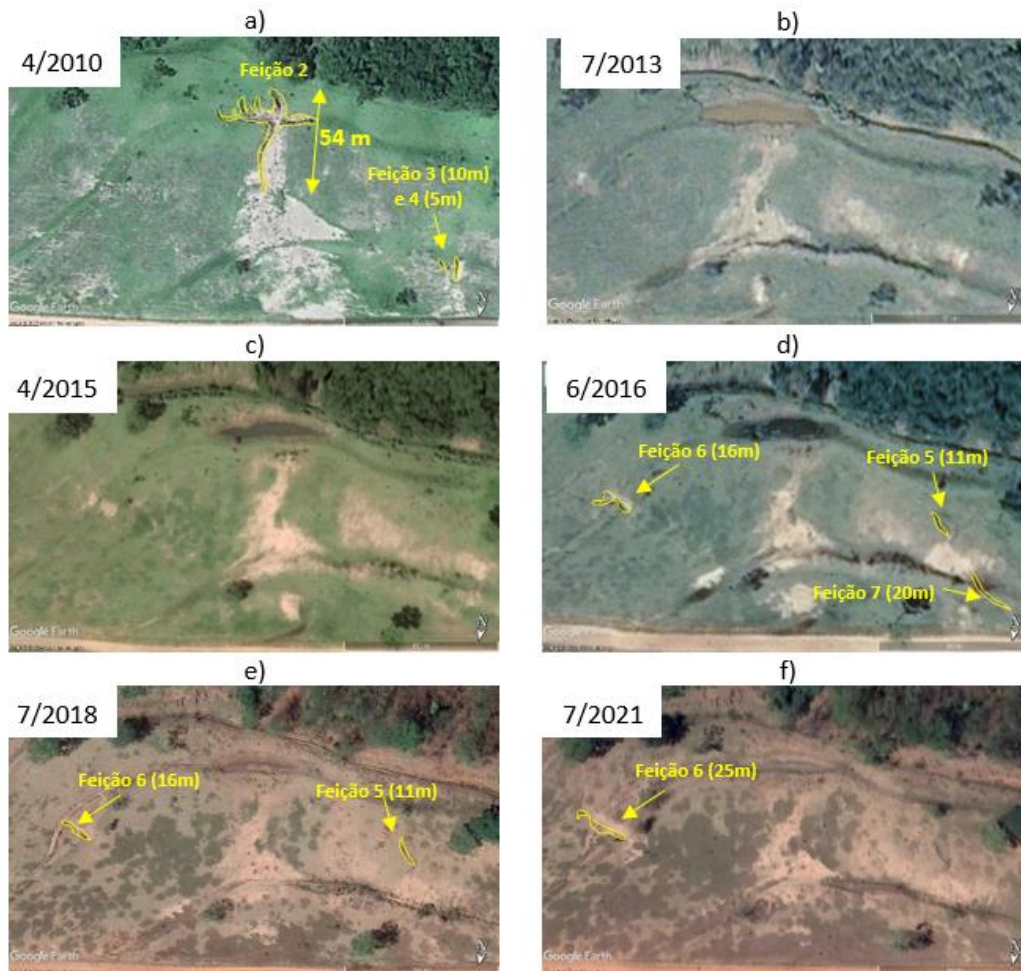 a)
4/2010
Feição 2
54 m
Feição 3 (10m)
e 4 (5m)
Google Earth
N
b)
7/2013
Google Earth
N
c)
4/2015
Google Earth
N
d)
6/2016
Feição 6 (16m)
Feição 5 (11m)
Feição 7 (20m)
Google Earth
N
e)
7/2018
Feição 6 (16m)
Feição 5 (11m)
Google Earth
N
f)
7/2021
Feição 6 (25m)
Google Earth
N